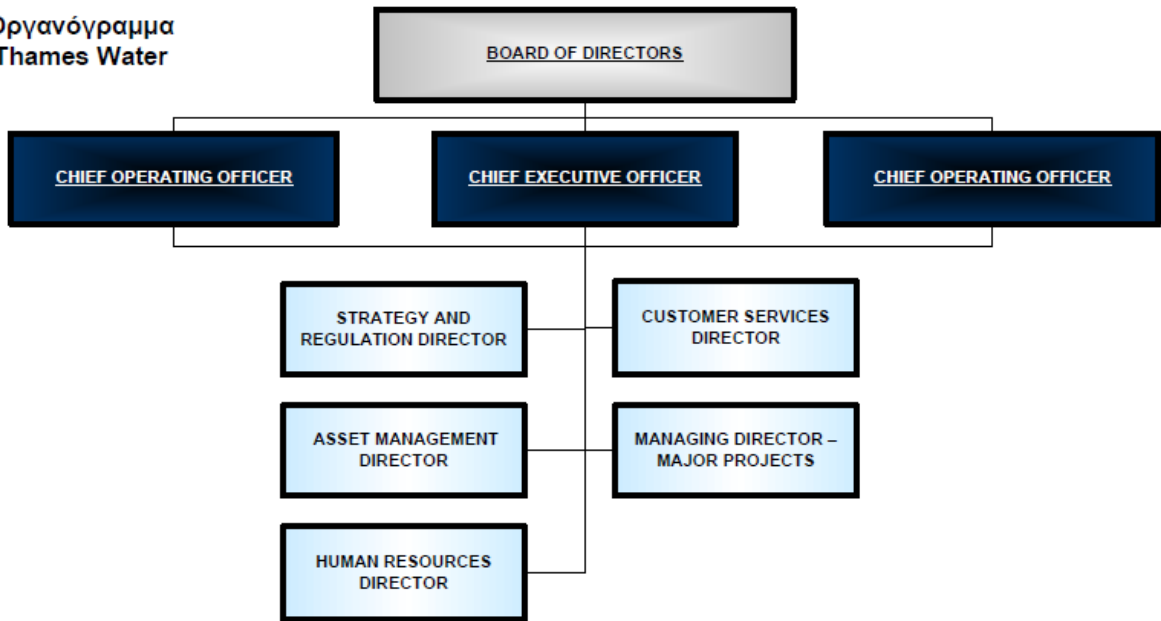 Οργανόγραμμα
Thames Water
BOARD OF DIRECTORS
CHIEF OPERATING OFFICER
CHIEF EXECUTIVE OFFICER
CHIEF OPERATING OFFICER
STRATEGY AND
REGULATION DIRECTOR
CUSTOMER SERVICES
DIRECTOR
ASSET MANAGEMENT
DIRECTOR
MANAGING DIRECTOR –
MAJOR PROJECTS
HUMAN RESOURCES
DIRECTOR